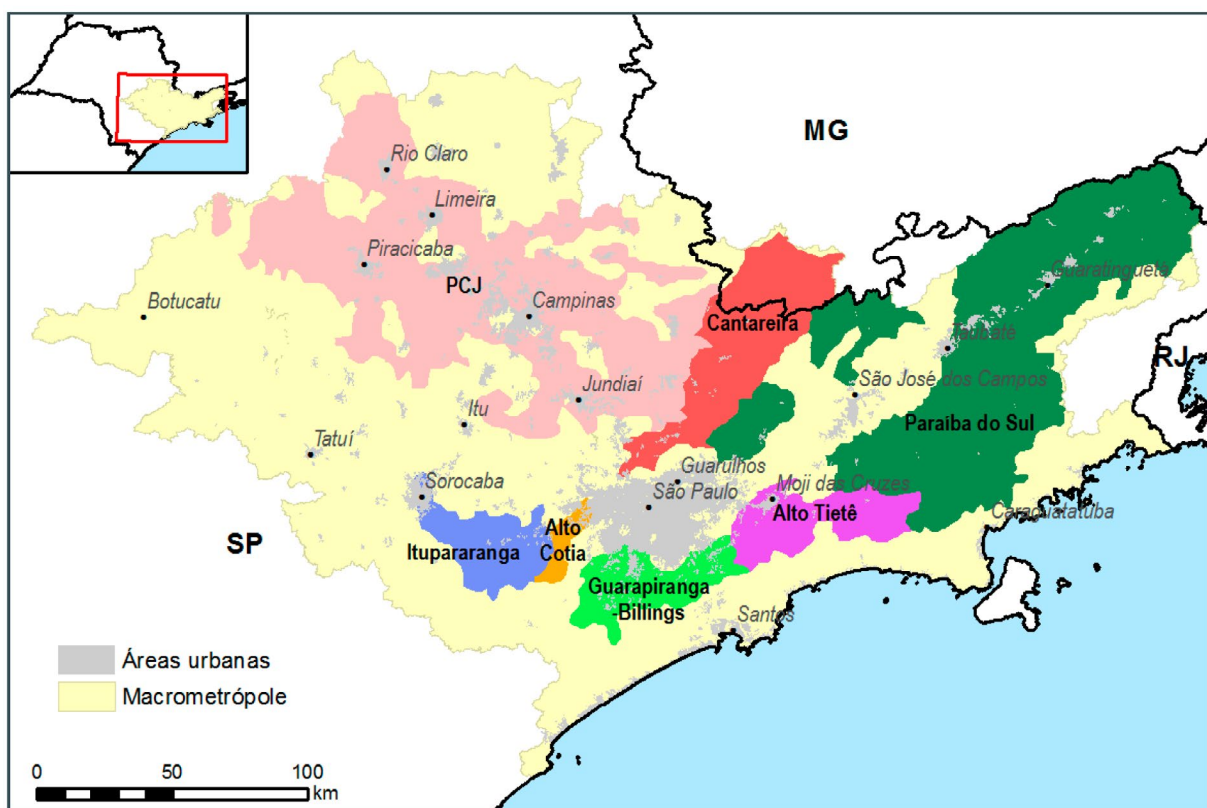 MG
Rio Claro
Limeira
Piracicaba
PCJ
Campinas
Botucatu
Cantareira
Guaratinguetá
Taubaté
RJ
São José dos Campos
Jundiaí
Itu
Paraíba do Sul
Tatuí
Guarulhos
Sorocaba
São Paulo
Moji das Cruzes
Alto Tietê
Caraguatatuba
SP
Itupararanga
Alto
Cotia
Guarapiranga
-Billings
Santos
Áreas urbanas
Macrometrópole
0 50 100
km